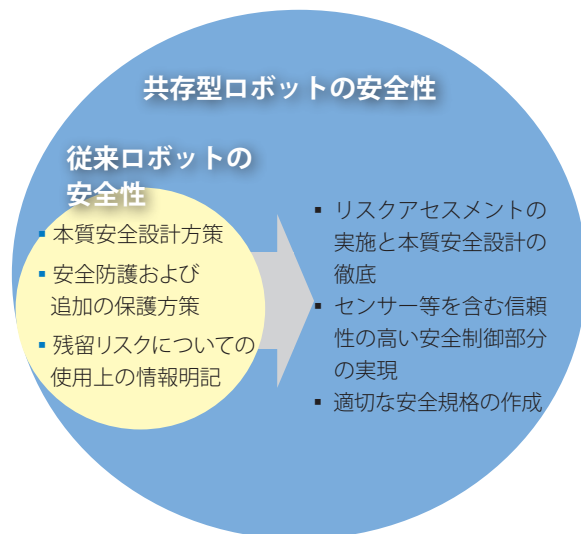 共存型ロボットの安全性
従来ロボットの
安全性
▪ 本質安全設計方策
▪ 安全防護および
追加の保護方策
▪ 残留リスクについての
使用上の情報明記
▪ リスクアセスメントの
実施と本質安全設計の
徹底
▪ センサー等を含む信頼
性の高い安全制御部分
の実現
▪ 適切な安全規格の作成